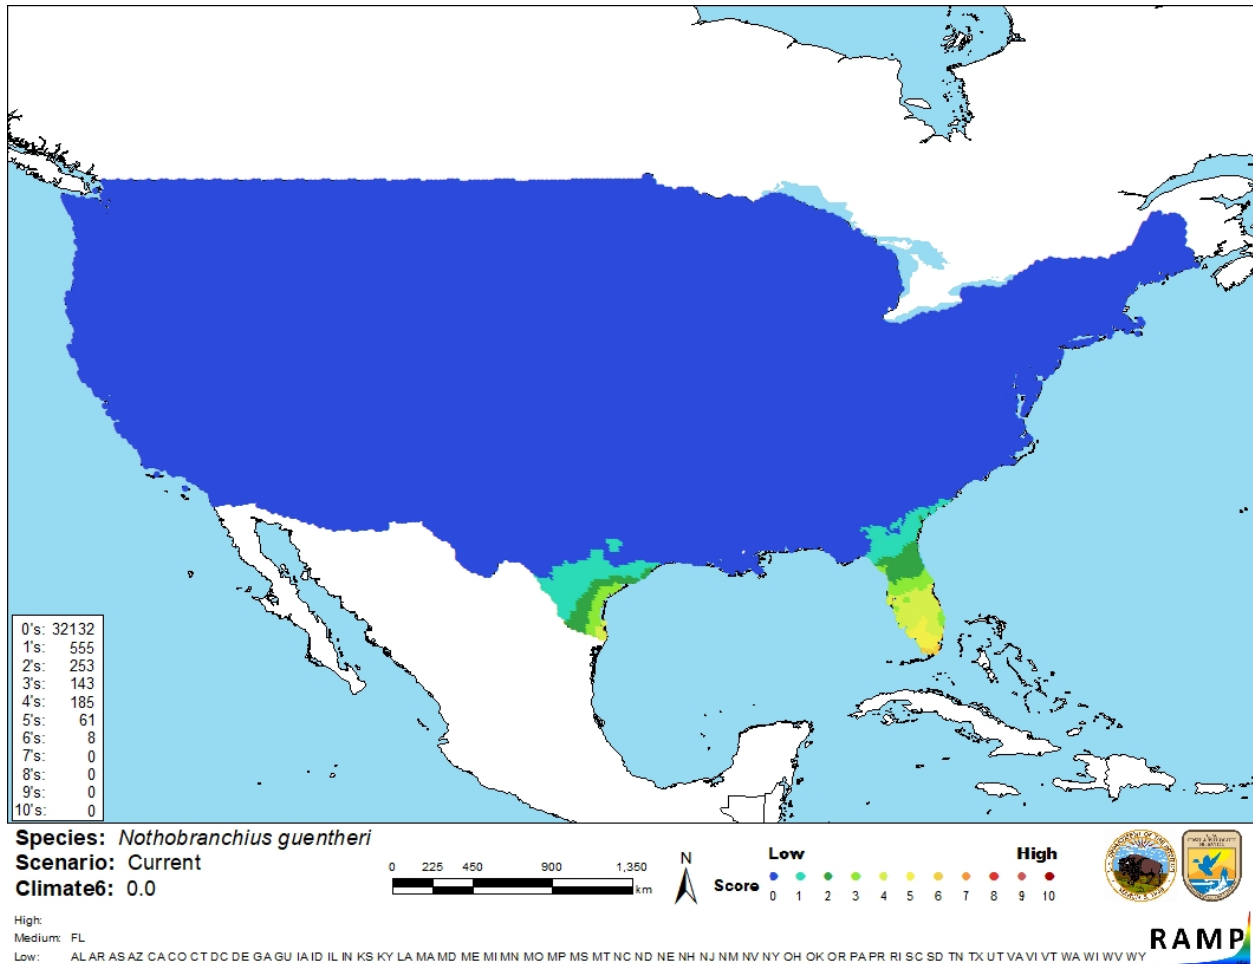 0's: 32132
1's: 555
2's: 253
3's: 143
4's: 185
5's: 61
6's: 8
7's: 0
8's: 0
9's: 0
10's: 0
Species: Nothobranchius guentheri
Scenario: Current
Climate6: 0.0
0 225 450 900 1,350
km
N
Low High
Score
0 1 2 3 4 5 6 7 8 9 10
High:
Medium: FL
Low: AL AR AS AZ CA CO CT DC DE GA GU IA ID IL IN KS KY LA MA MD ME MI MN MO MP MS MT NC ND NE NH NJ NM NV NY OH OK OR PA PR RI SC SD TN TX UT VA VI VT WA WI WV WY
RAMP